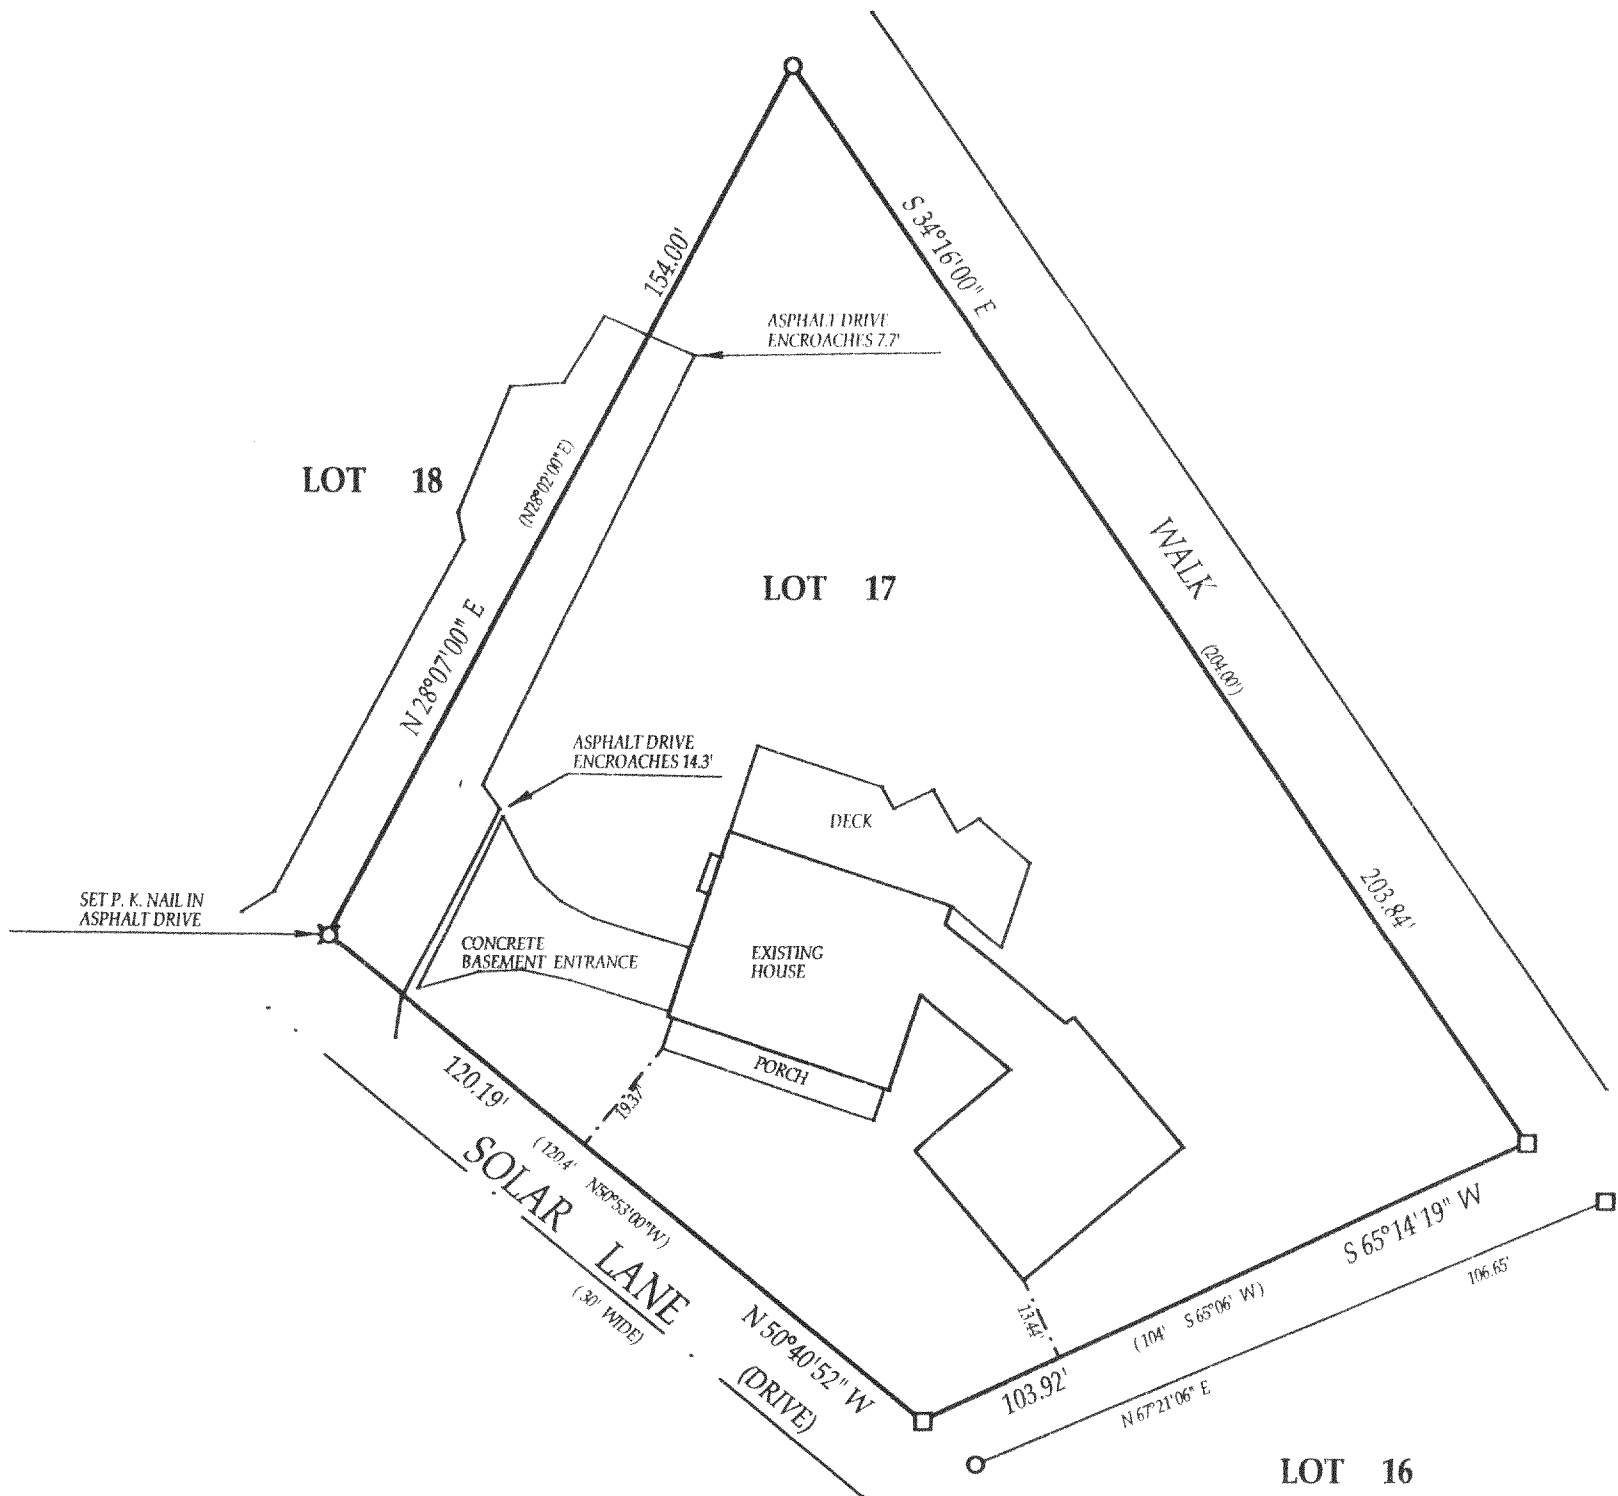 154.00'
S 34°16'00" E
ASPHALT DRIVE
ENCROACHES 7.7'
LOT 18
(N28°02'00" E)
WALK
LOT 17
N 28°07'00" E
(204.00')
ASPHALT DRIVE
ENCROACHES 14.3'
DECK
203.84'
SET P. K. NAIL IN
ASPHALT DRIVE
CONCRETE
BASEMENT ENTRANCE
EXISTING
HOUSE
PORCH
120.19'
19.37'
(120.4' N50°53'00"W)
SOLAR LANE
(30' WIDE)
N 50°40'52" W
(DRIVE)
13.44'
103.92'
(104' S 65°06' W)
S 65°14'19" W
106.65'
N 67°21'06" E
LOT 16